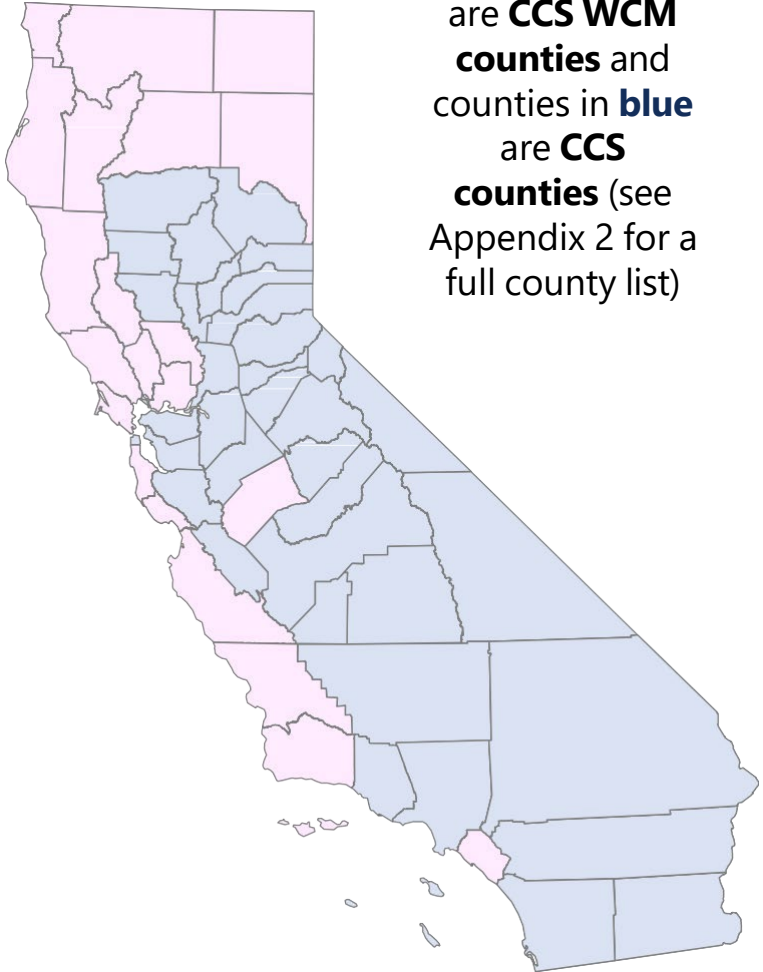 are CCS WCM
counties and
counties in blue
are CCS
counties (see
Appendix 2 for a
full county list)